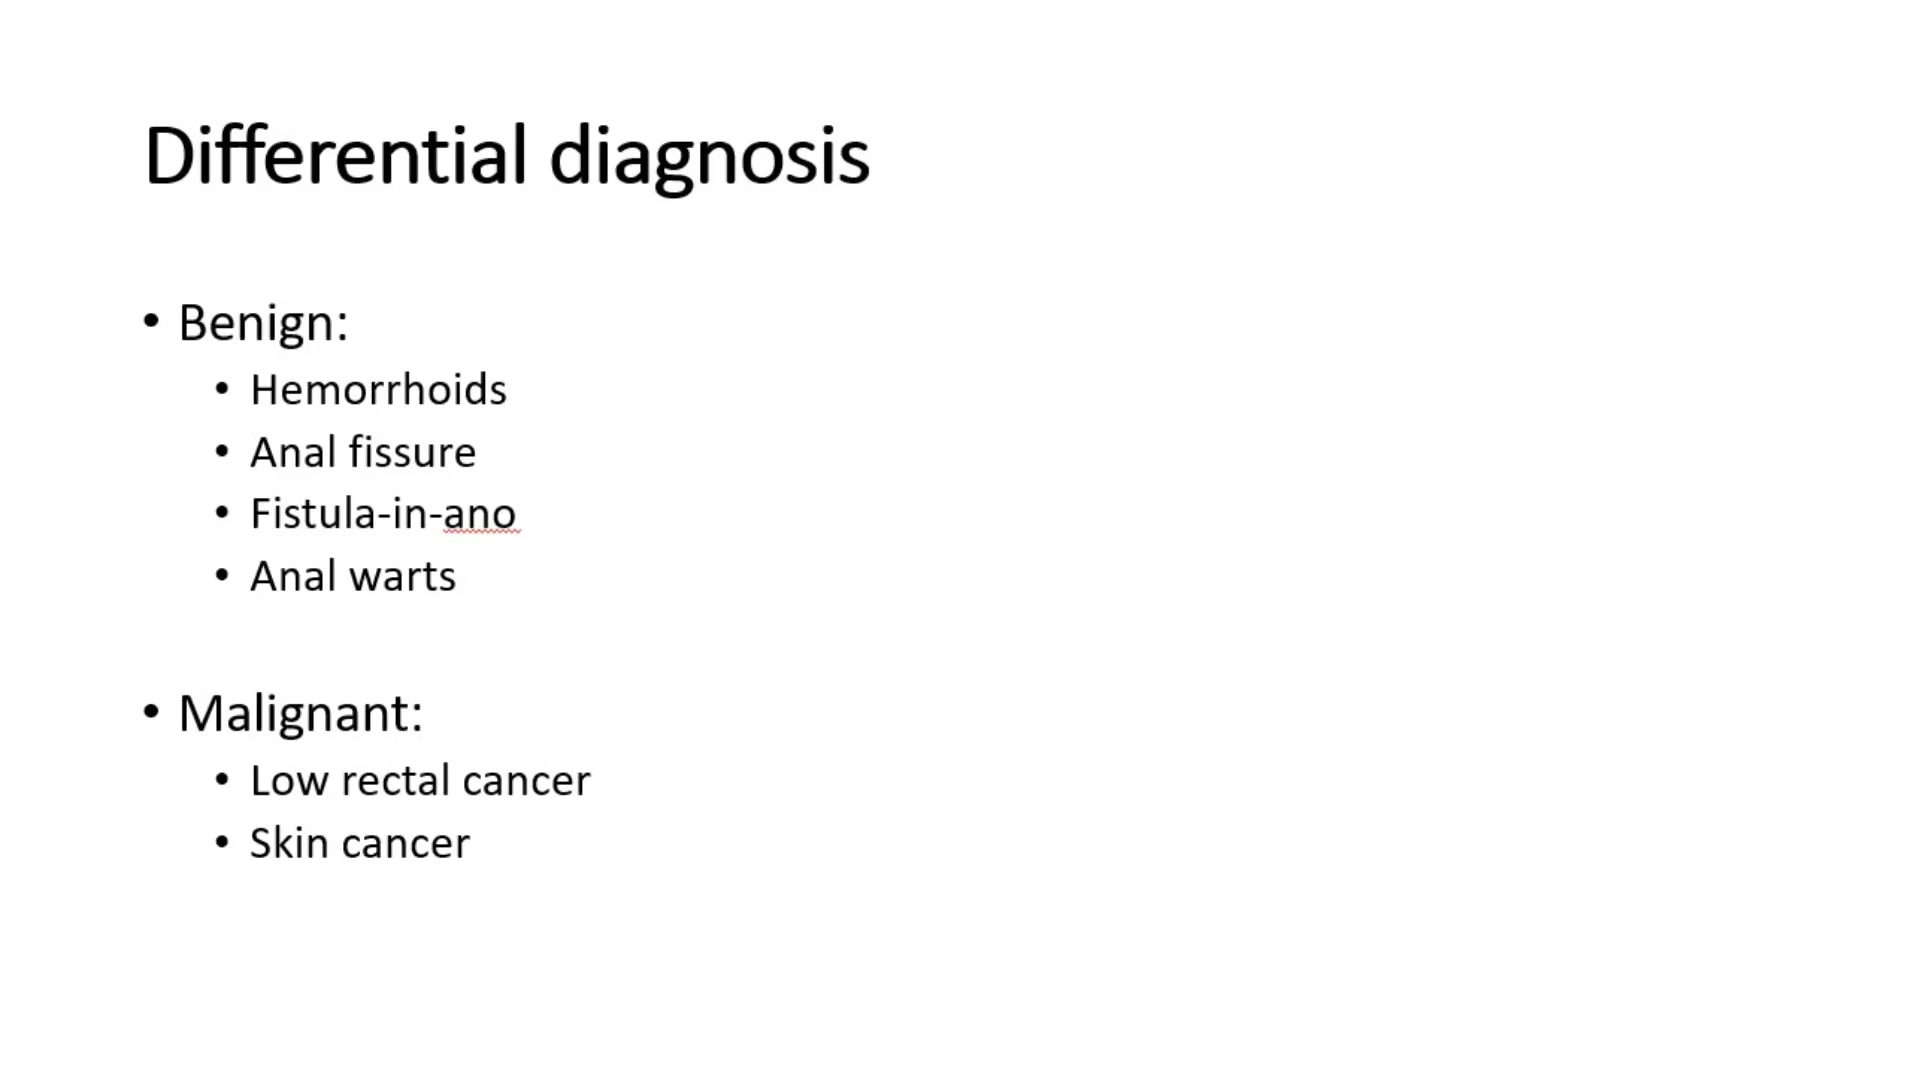 Differential diagnosis
• Benign:
• Hemorrhoids
• Anal fissure
• Fistula-in-ano
• Anal warts
• Malignant:
• Low rectal cancer
• Skin cancer